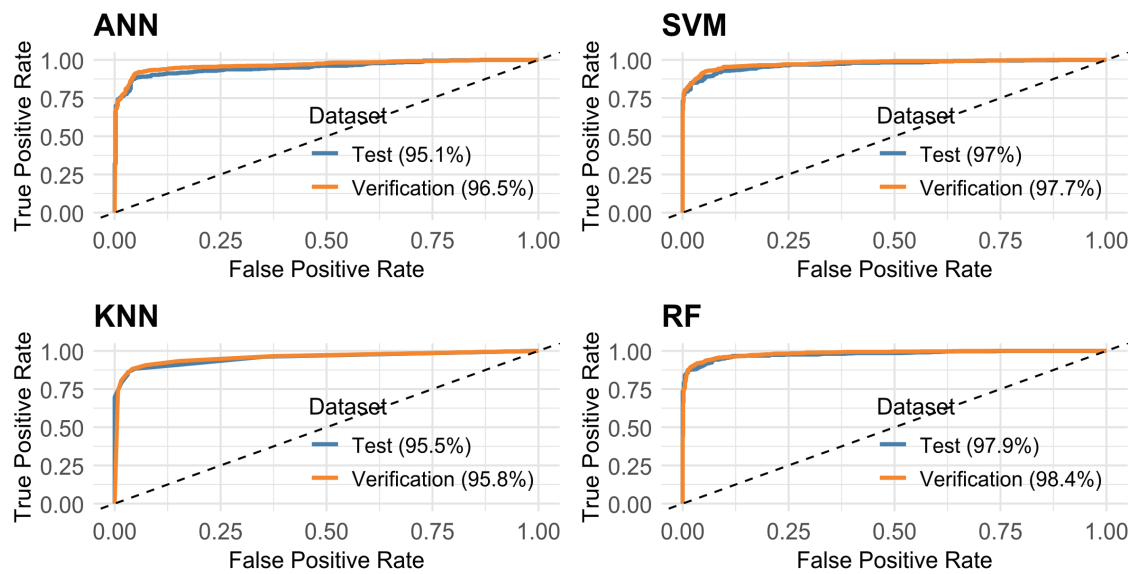 ANN
True Positive Rate
1.00
0.75
0.50
0.25
0.00
Dataset
Test (95.1%)
Verification (96.5%)
0.00 0.25 0.50 0.75 1.00
False Positive Rate
SVM
True Positive Rate
1.00
0.75
0.50
0.25
0.00
Dataset
Test (97%)
Verification (97.7%)
0.00 0.25 0.50 0.75 1.00
False Positive Rate
KNN
True Positive Rate
1.00
0.75
0.50
0.25
0.00
Dataset
Test (95.5%)
Verification (95.8%)
0.00 0.25 0.50 0.75 1.00
False Positive Rate
RF
True Positive Rate
1.00
0.75
0.50
0.25
0.00
Dataset
Test (97.9%)
Verification (98.4%)
0.00 0.25 0.50 0.75 1.00
False Positive Rate